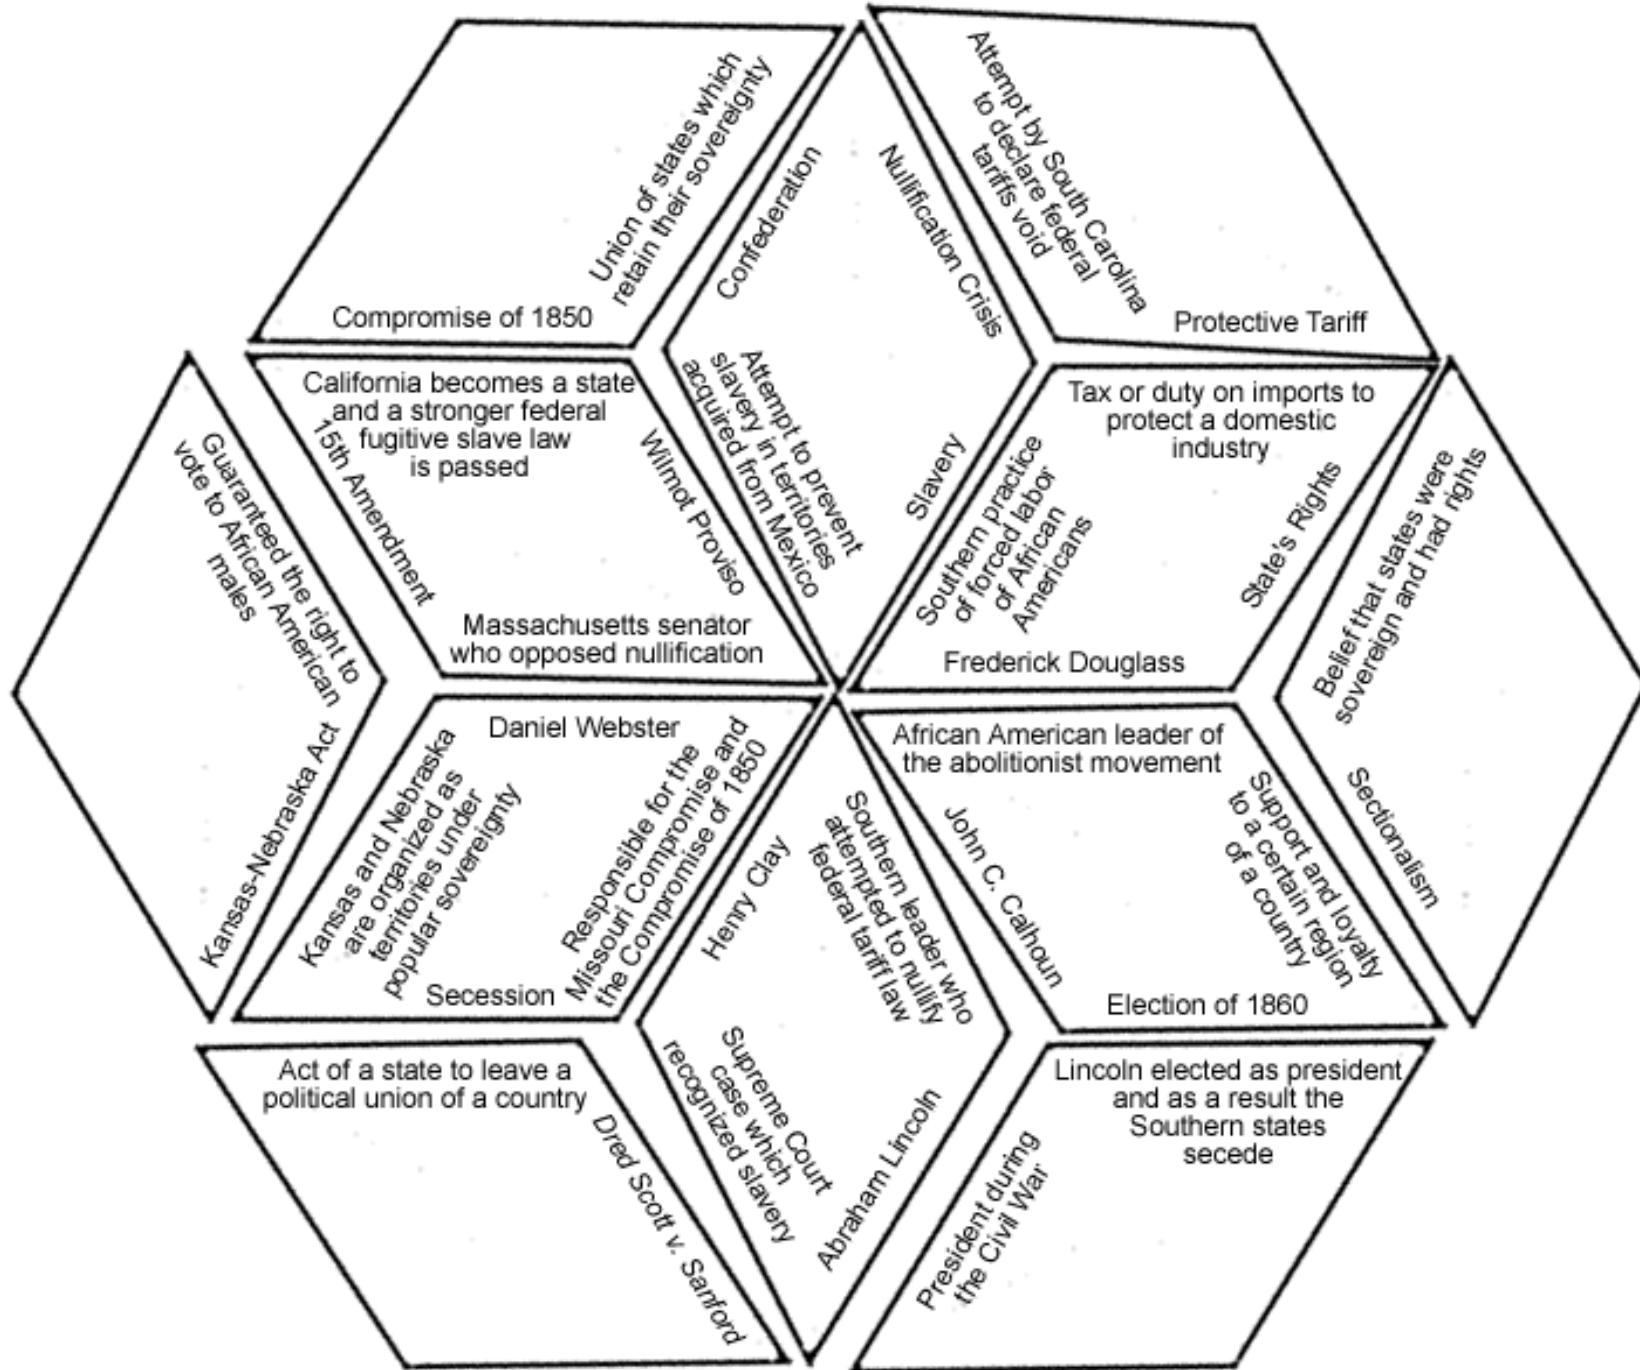 Union of states which
retain their sovereignty
Compromise of 1850
Confederation
Nullification Crisis
Attempt to prevent
slavery in territories
acquired from Mexico
Slavery
Attempt by South Carolina
to declare federal
tariffs void
Protective Tariff
California becomes a state
and a stronger federal
fugitive slave law
is passed
15th Amendment
Wilmot Proviso
Massachusetts senator
who opposed nullification
Tax or duty on imports to
protect a domestic
industry
Southern practice
of forced labor
of African
Americans
State's Rights
Frederick Douglass
Guaranteed the right to
vote to African American
males
Kansas-Nebraska Act
Belief that states were
sovereign and had rights
Sectionalism
Daniel Webster
Kansas and Nebraska
are organized as
territories under
popular sovereignty
Responsible for the
Missouri Compromise and
the Compromise of 1850
Secession
Henry Clay
Southern leader who
attempted to nullify
federal tariff law
Supreme Court
case which
recognized slavery
Abraham Lincoln
African American leader of
the abolitionist movement
John C. Calhoun
Support and loyalty
to a certain region
of a country
Election of 1860
Act of a state to leave a
political union of a country
Dred Scott v. Sanford
Lincoln elected as president
and as a result the
Southern states
secede
President during
the Civil War